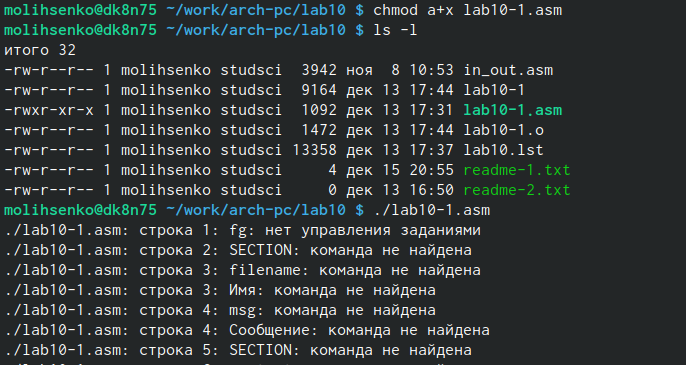 molihsenko@dk8n75 ~/work/arch-pc/lab10 $ chmod a+x lab10-1.asm
molihsenko@dk8n75 ~/work/arch-pc/lab10 $ ls -l
итого 32
-rw-r--r-- 1 molihsenko studsci  3942 ноя  8 10:53 in_out.asm
-rw-r--r-- 1 molihsenko studsci  9164 дек 13 17:44 lab10-1
-rwxr-xr-x 1 molihsenko studsci  1092 дек 13 17:31 lab10-1.asm
-rw-r--r-- 1 molihsenko studsci  1472 дек 13 17:44 lab10-1.o
-rw-r--r-- 1 molihsenko studsci 13358 дек 13 17:37 lab10.lst
-rw-r--r-- 1 molihsenko studsci     4 дек 15 20:55 readme-1.txt
-rw-r--r-- 1 molihsenko studsci     0 дек 13 16:50 readme-2.txt
molihsenko@dk8n75 ~/work/arch-pc/lab10 $ ./lab10-1.asm
./lab10-1.asm: строка 1: fg: нет управления заданиями
./lab10-1.asm: строка 2: SECTION: команда не найдена
./lab10-1.asm: строка 3: filename: команда не найдена
./lab10-1.asm: строка 3: Имя: команда не найдена
./lab10-1.asm: строка 4: msg: команда не найдена
./lab10-1.asm: строка 4: Сообщение: команда не найдена
./lab10-1.asm: строка 5: SECTION: команда не найдена